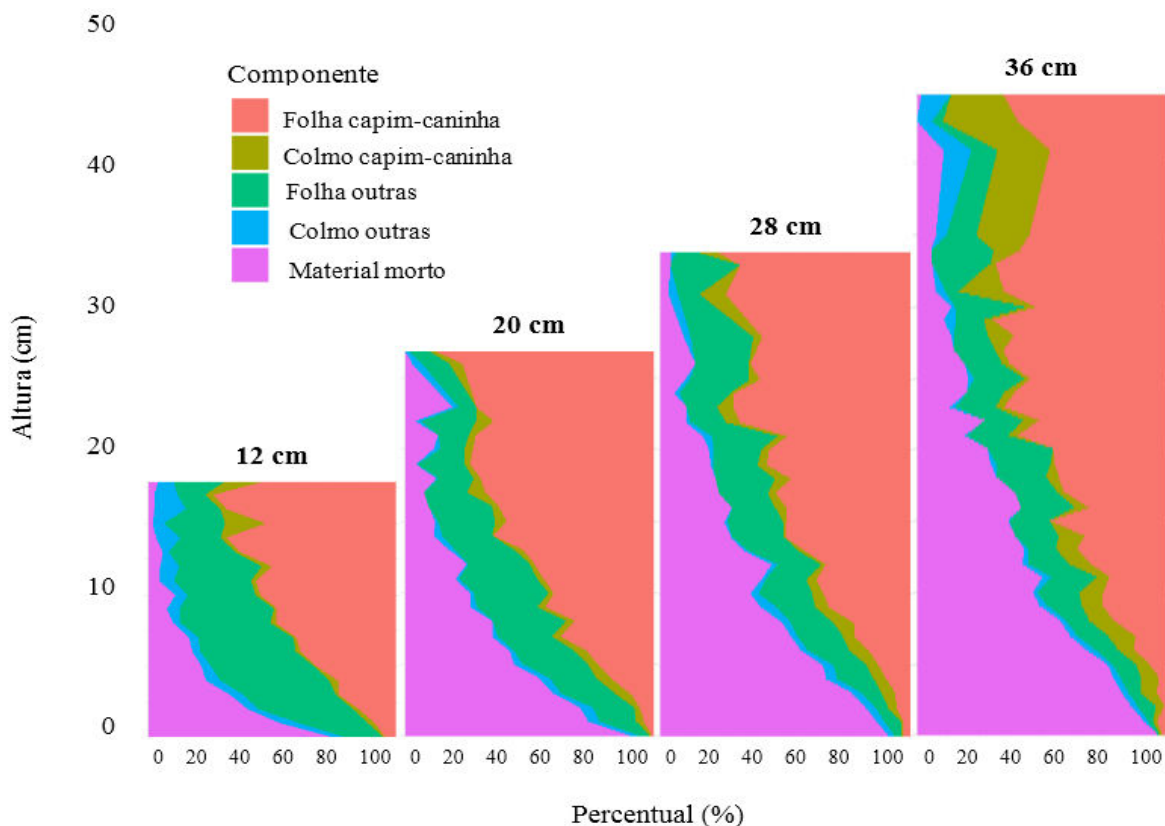 50
40
30
20
10
0
Altura (cm)
Componente
Folha capim-caninha
Colmo capim-caninha
Folha outras
Colmo outras
Material morto
12 cm
20 cm
28 cm
36 cm
0 20 40 60 80 100
0 20 40 60 80 100
0 20 40 60 80 100
0 20 40 60 80 100
Percentual (%)